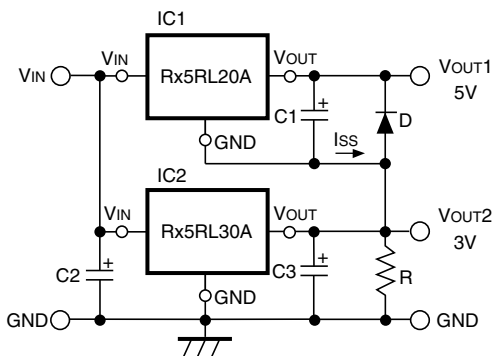 IC1
VIN
VIN
Rx5RL20A
VOUT
VOUT1
5V
C1
+
D
GND
ISS
IC2
VIN
Rx5RL30A
VOUT
VOUT2
3V
C2
+
C3
+
R
GND
GND
GND